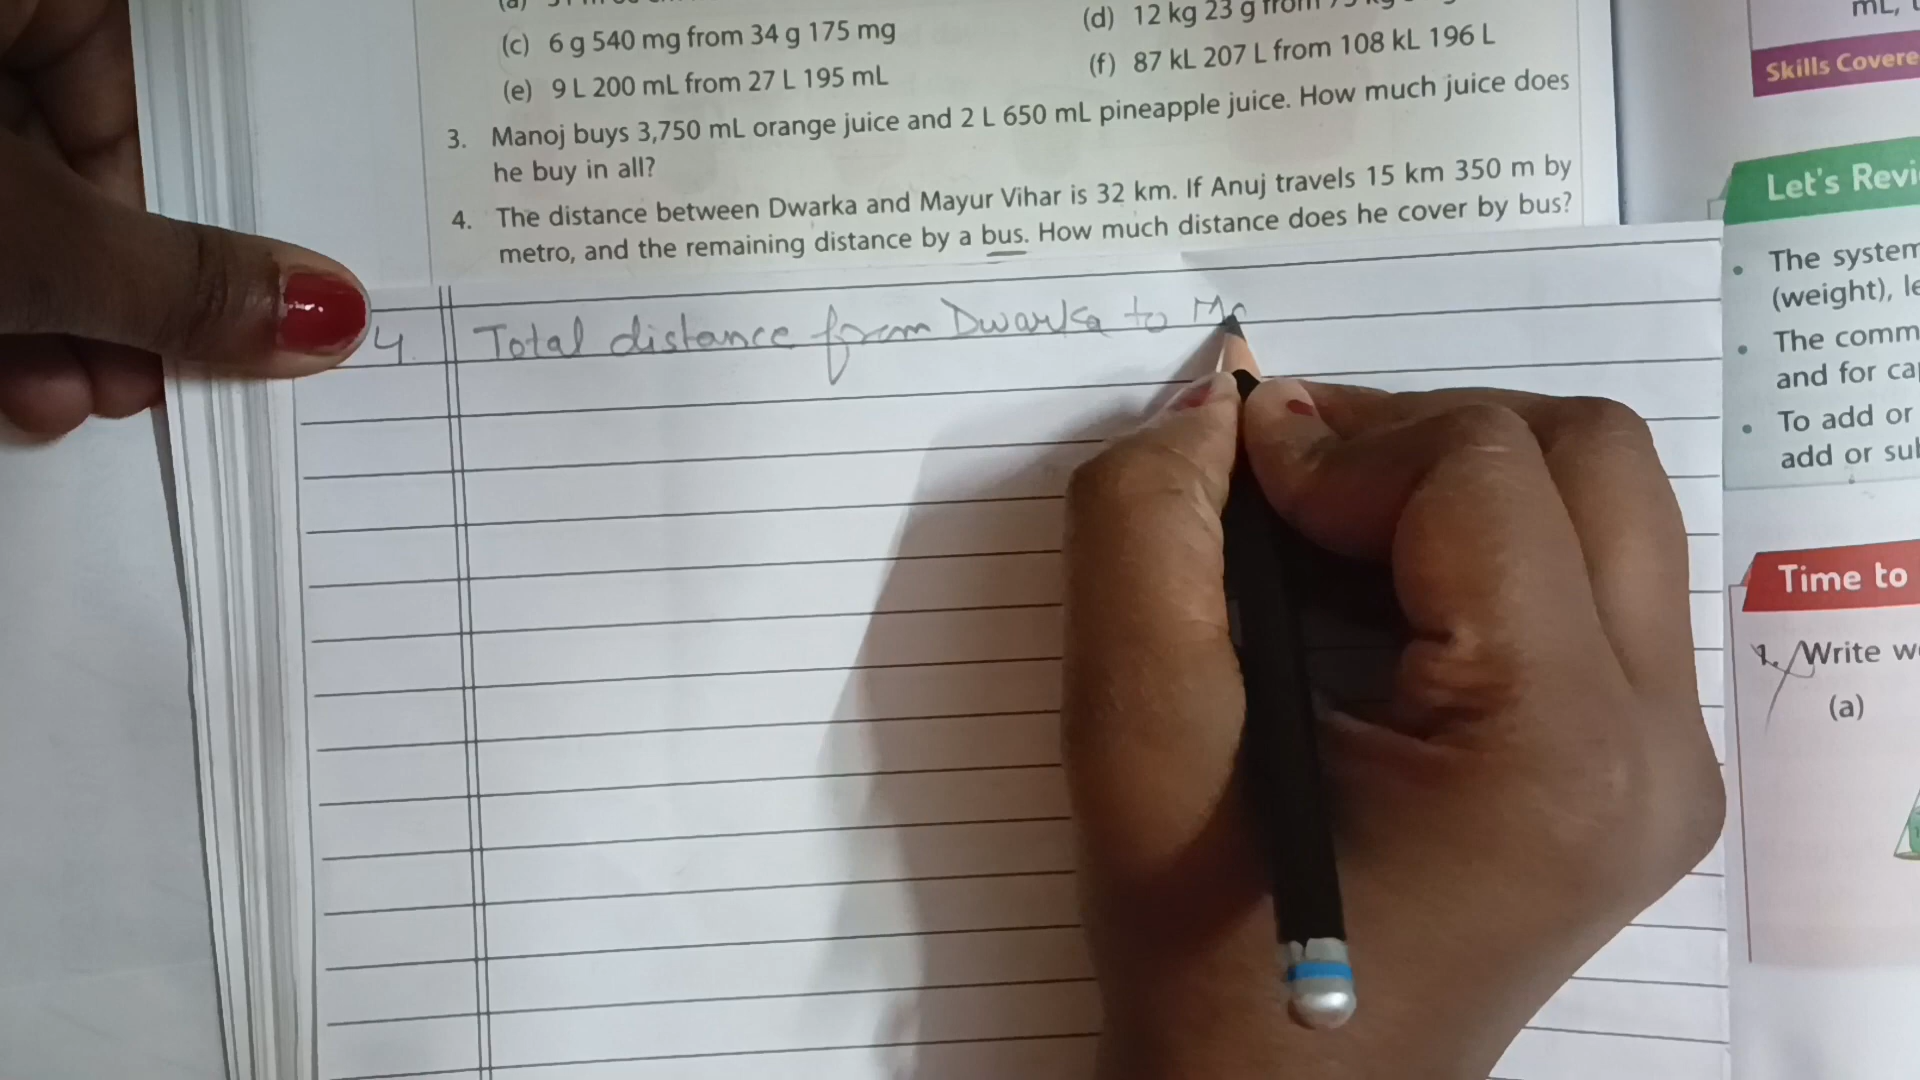 (c) 6 g 540 mg from 34 g 175 mg
(d) 12 kg 23 g from
(e) 9 L 200 mL from 27 L 195 mL
(f) 87 kL 207 L from 108 kL 196 L
3. Manoj buys 3,750 mL orange juice and 2 L 650 mL pineapple juice. How much juice does
he buy in all?
4. The distance between Dwarka and Mayur Vihar is 32 km. If Anuj travels 15 km 350 m by
metro, and the remaining distance by a bus. How much distance does he cover by bus?
4. Total distance from Dwarka to Ma
mL,
Skills Covere
Let's Revi
• The system
(weight), le
• The comm
and for ca
• To add or
add or sub
Time to
1. Write w
(a)